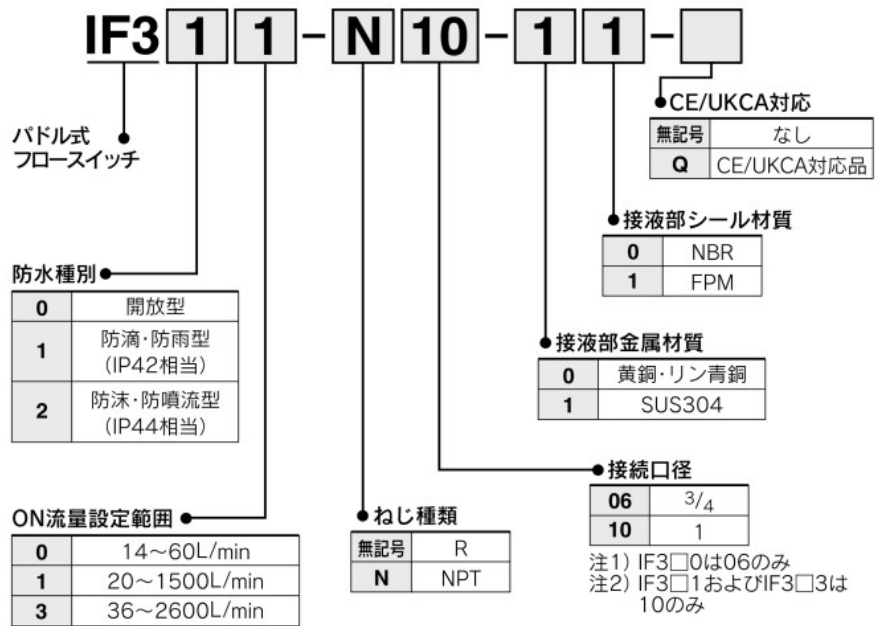 IF3 1 1 - N 10 - 1 1 -
パドル式
フロースイッチ
CE/UKCA対応
無記号 なし
Q CE/UKCA対応品
接液部シール材質
0 NBR
1 FPM
防水種別
0 開放型
1 防滴・防雨型
(IP42相当)
2 防沫・防噴流型
(IP44相当)
接液部金属材質
0 黄銅・リン青銅
1 SUS304
接続口径
06 3/4
10 1
注1) IF3□0は06のみ
注2) IF3□1およびIF3□3は
10のみ
ON流量設定範囲
0 14～60L/min
1 20～1500L/min
3 36～2600L/min
ねじ種類
無記号 R
N NPT